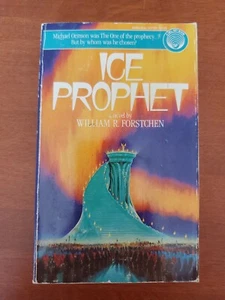 Michael Ormson was The One of the prophecy...
But by whom was he chosen?
ICE
PROPHET
WILLIAM R. FORSTCHEN